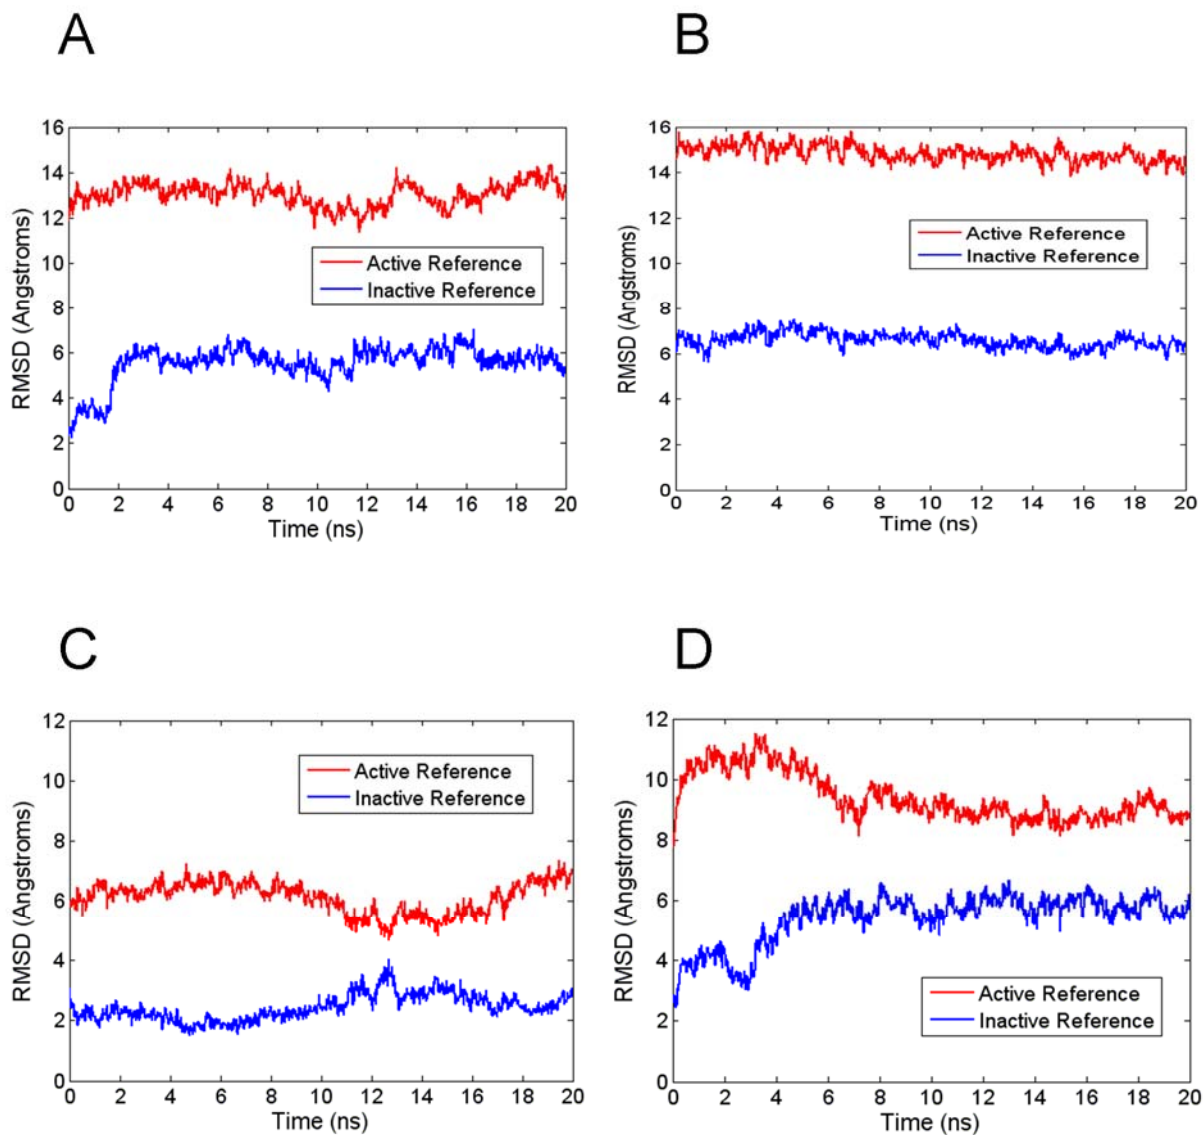 A
16
14
12
10
8
6
4
2
0
RMSD (Angstroms)
Active Reference
Inactive Reference
0 2 4 6 8 10 12 14 16 18 20
Time (ns)
B
16
14
12
10
8
6
4
2
0
RMSD (Angstroms)
Active Reference
Inactive Reference
0 2 4 6 8 10 12 14 16 18 20
Time (ns)
C
12
10
8
6
4
2
0
RMSD (Angstroms)
Active Reference
Inactive Reference
0 2 4 6 8 10 12 14 16 18 20
Time (ns)
D
12
10
8
6
4
2
0
RMSD (Angstroms)
Active Reference
Inactive Reference
0 2 4 6 8 10 12 14 16 18 20
Time (ns)